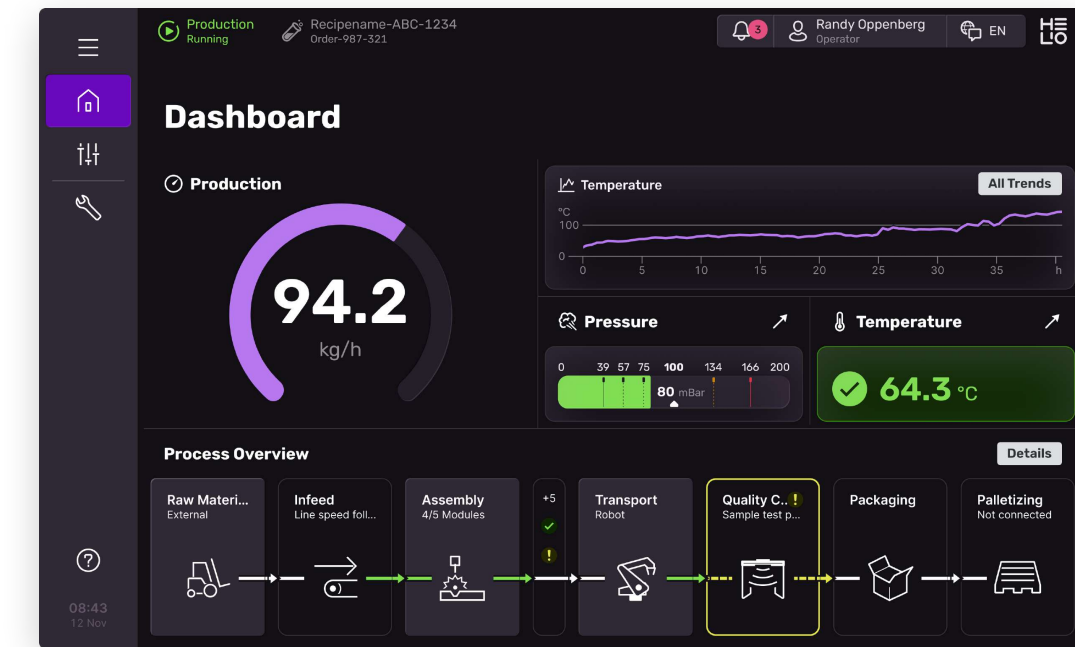 Production
Running
Recipename-ABC-1234
Order-987-321
3
Randy Oppenberg
Operator
EN
HELIO
Dashboard
Production
94.2
kg/h
Temperature
All Trends
°C
100
0
0 5 10 15 20 25 30 35 h
Pressure
0 39 57 75 100 134 166 200
80 mBar
Temperature
64.3 °C
Process Overview
Details
Raw Materi...
External
Infeed
Line speed foll...
Assembly
4/5 Modules
+5
!
Transport
Robot
Quality C.. !
Sample test p...
Packaging
Palletizing
Not connected
?
08:43
12 Nov